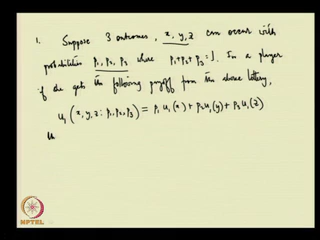 1. Suppose 3 outcomes, x, y, z can occur with
probabilities p₁, p₂, p₃ where p₁+p₂+p₃=1. In a player
if she gets the following payoff from the above lottery,
u₁(x, y, z; p₁, p₂, p₃) = p₁ u₁(x) + p₂ u₁(y) + p₃ u₁(z)
NPTEL